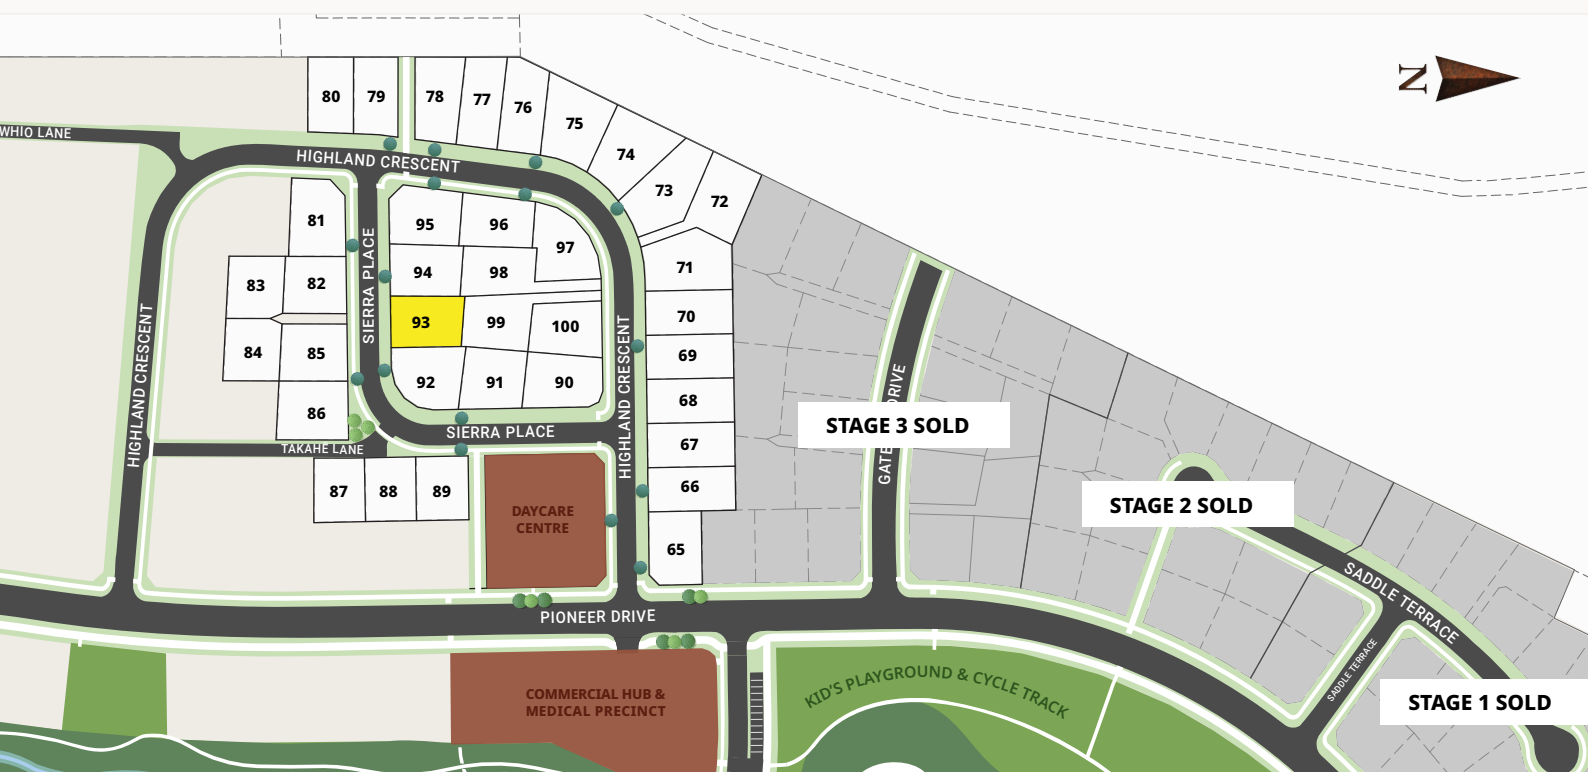 N
80
79
78
77
76
75
74
73
72
WHIO LANE
HIGHLAND CRESCENT
81
95
96
97
83
82
94
98
71
SIERRA PLACE
93
99
100
70
84
85
69
HIGHLAND CRESCENT
HIGHLAND CRESCENT
92
91
90
68
86
TAKAHE LANE
SIERRA PLACE
67
STAGE 3 SOLD
GATE
DRIVE
87
88
89
66
DAYCARE
CENTRE
65
STAGE 2 SOLD
PIONEER DRIVE
SADDLE TERRACE
SADDLE TERRACE
COMMERCIAL HUB &
MEDICAL PRECINCT
KID'S PLAYGROUND & CYCLE TRACK
STAGE 1 SOLD